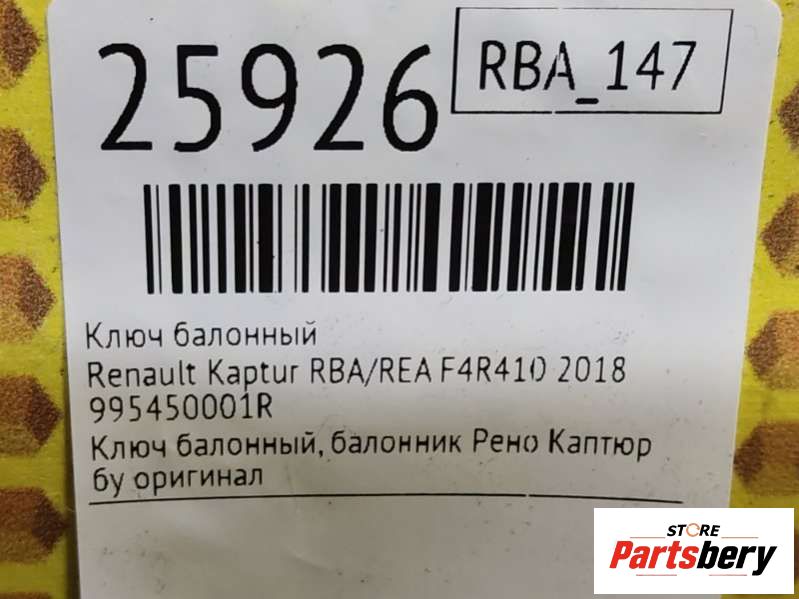 25926
RBA_147
Ключ балонный
Renault Kaptur RBA/REA F4R410 2018
995450001R
Ключ балонный, балонник Рено Каптюр
бу оригинал
STORE
Partsbery